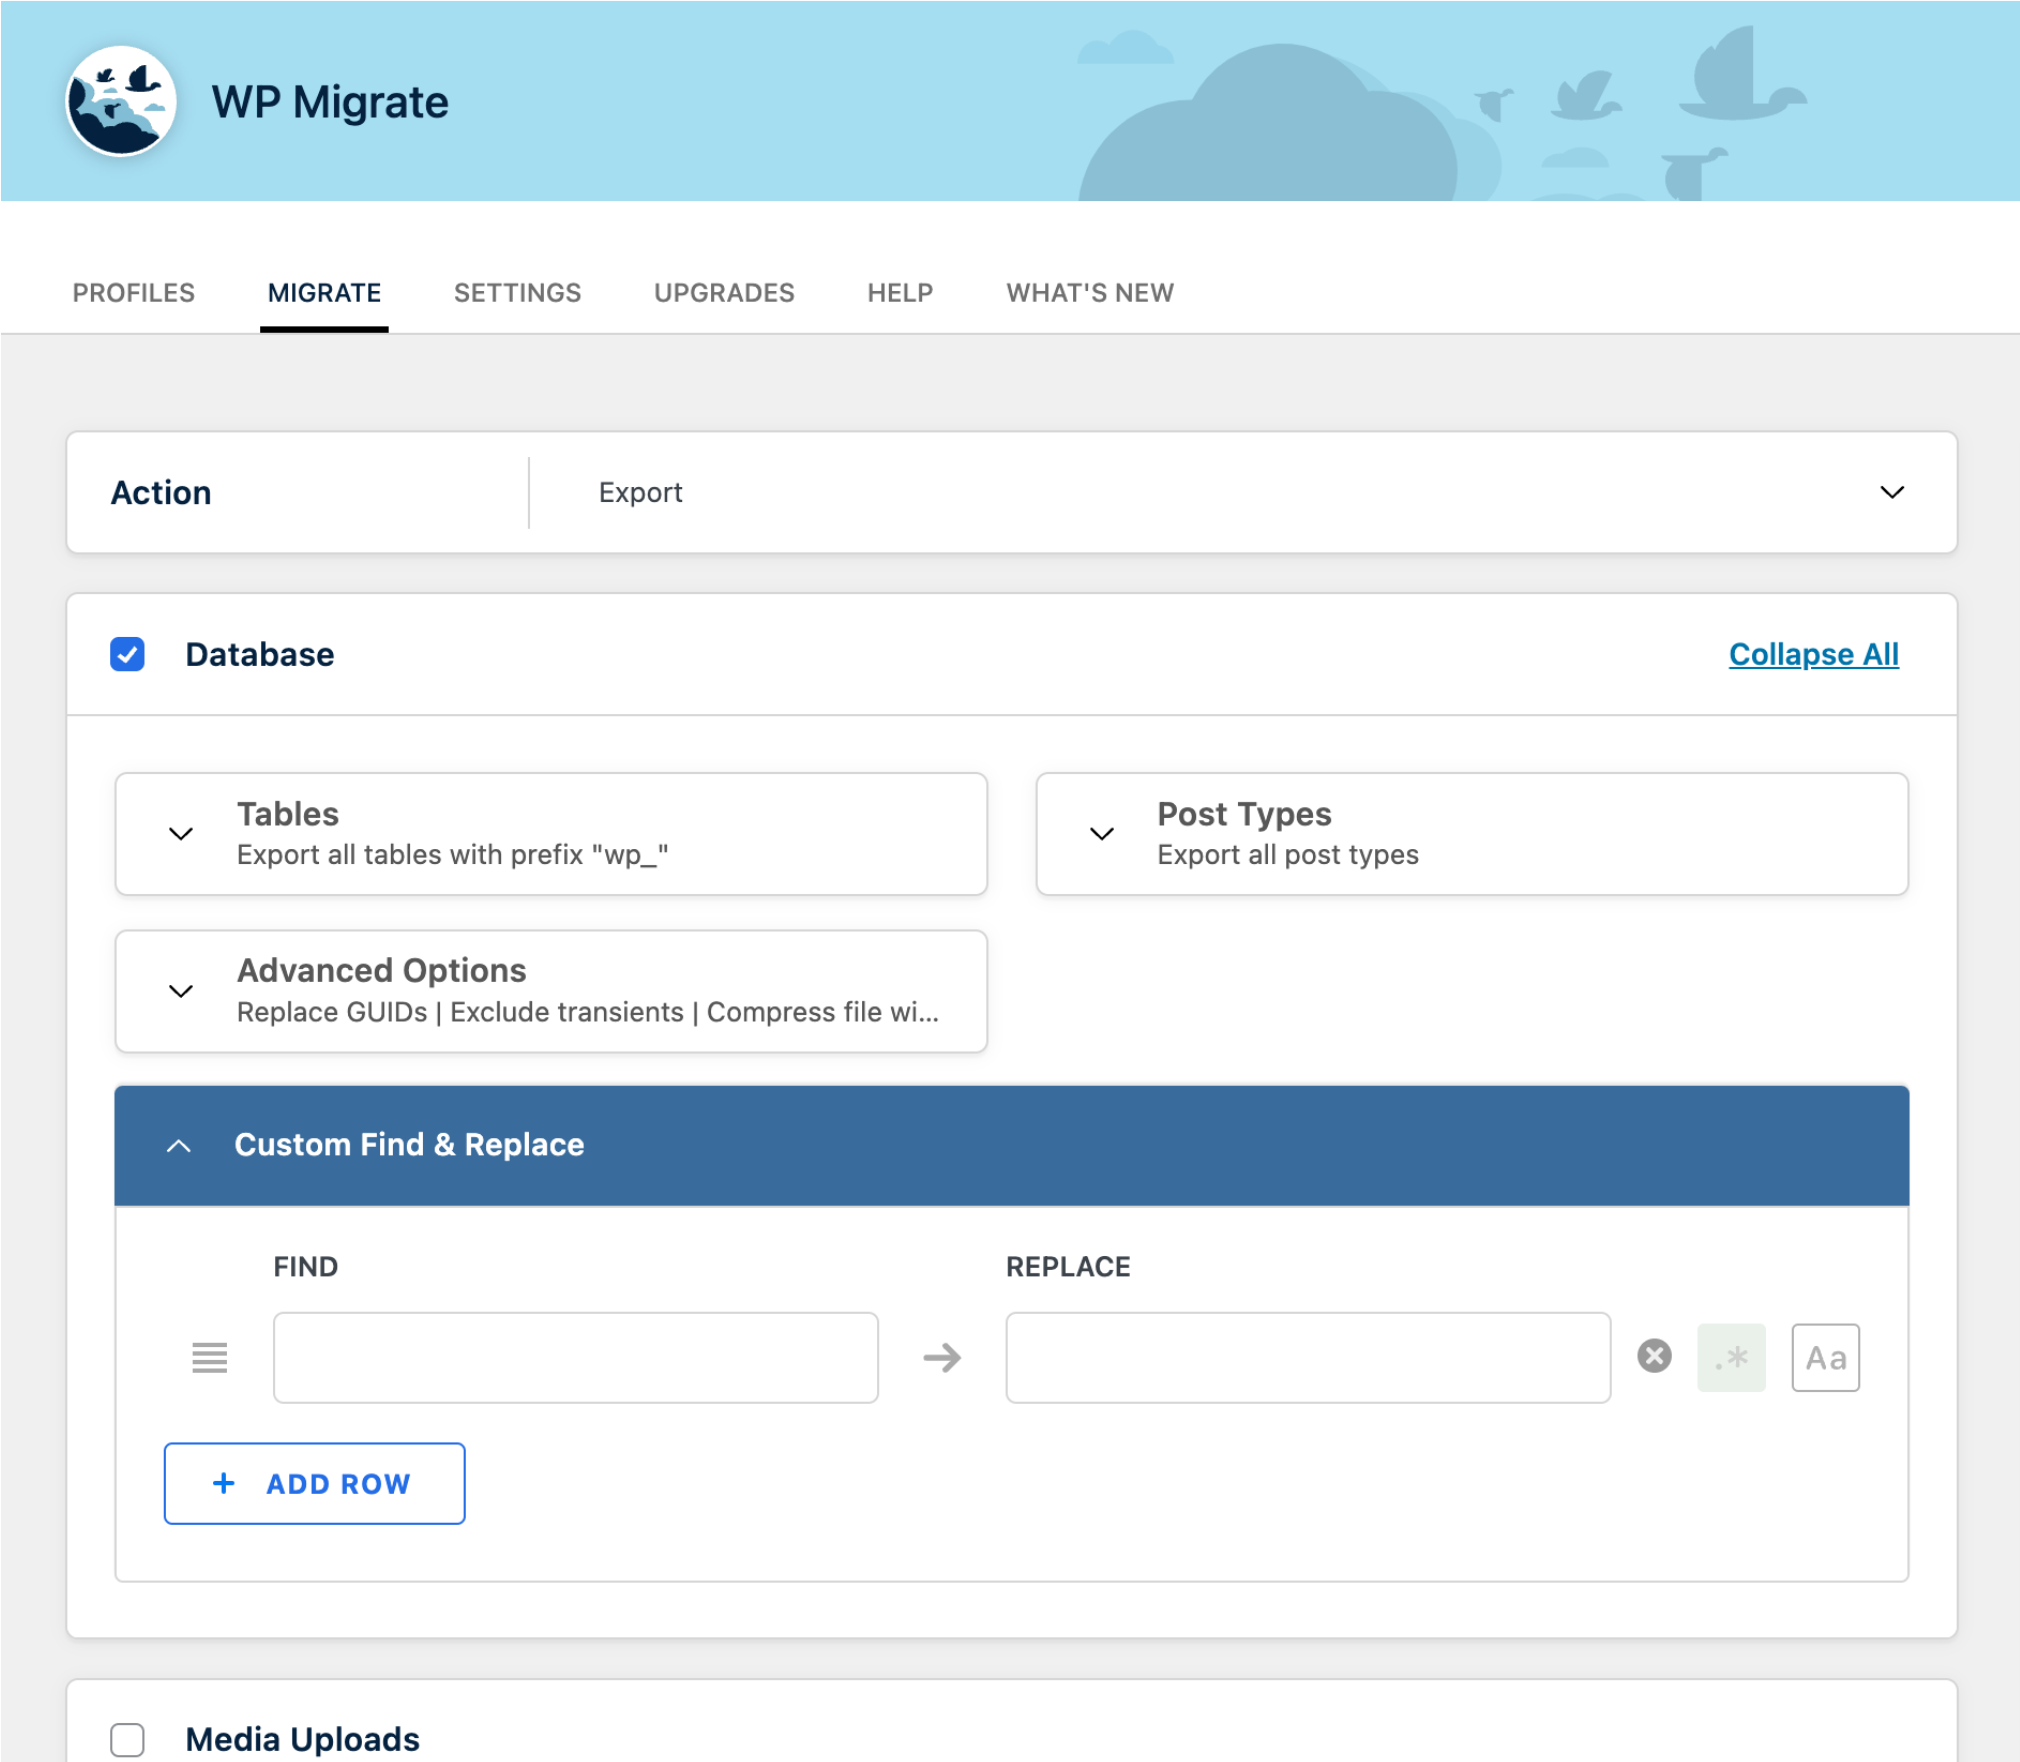 WP Migrate
PROFILES MIGRATE SETTINGS UPGRADES HELP WHAT'S NEW
Action Export
Database Collapse All
Tables
Export all tables with prefix "wp_"
Post Types
Export all post types
Advanced Options
Replace GUIDs | Exclude transients | Compress file wi...
Custom Find & Replace
FIND REPLACE
.* Aa
+ ADD ROW
Media Uploads